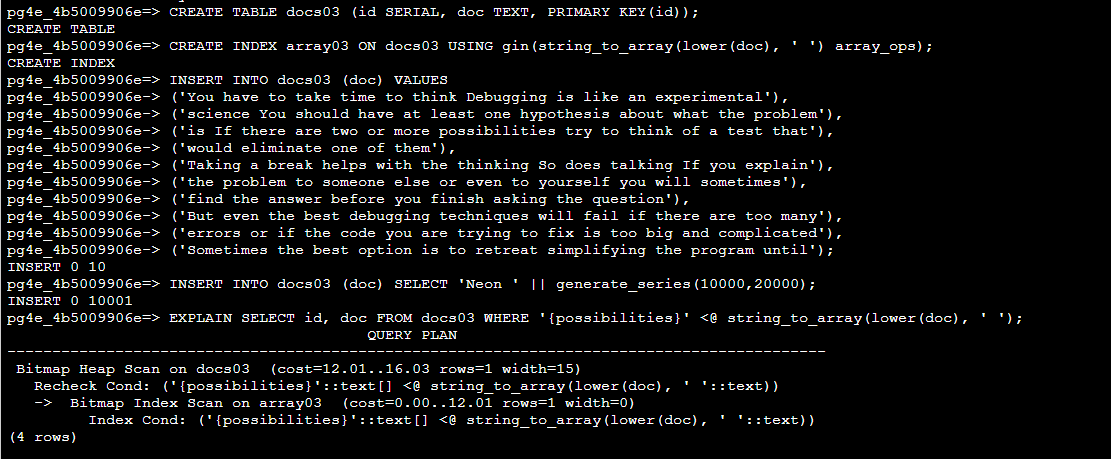 pg4e_4b5009906e=> CREATE TABLE docs03 (id SERIAL, doc TEXT, PRIMARY KEY(id));
CREATE TABLE
pg4e_4b5009906e=> CREATE INDEX array03 ON docs03 USING gin(string_to_array(lower(doc), ' ') array_ops);
CREATE INDEX
pg4e_4b5009906e=> INSERT INTO docs03 (doc) VALUES
pg4e_4b5009906e-> ('You have to take time to think Debugging is like an experimental'),
pg4e_4b5009906e-> ('science You should have at least one hypothesis about what the problem'),
pg4e_4b5009906e-> ('is If there are two or more possibilities try to think of a test that'),
pg4e_4b5009906e-> ('would eliminate one of them'),
pg4e_4b5009906e-> ('Taking a break helps with the thinking So does talking If you explain'),
pg4e_4b5009906e-> ('the problem to someone else or even to yourself you will sometimes'),
pg4e_4b5009906e-> ('find the answer before you finish asking the question'),
pg4e_4b5009906e-> ('But even the best debugging techniques will fail if there are too many'),
pg4e_4b5009906e-> ('errors or if the code you are trying to fix is too big and complicated'),
pg4e_4b5009906e-> ('Sometimes the best option is to retreat simplifying the program until');
INSERT 0 10
pg4e_4b5009906e=> INSERT INTO docs03 (doc) SELECT 'Neon ' || generate_series(10000,20000);
INSERT 0 10001
pg4e_4b5009906e=> EXPLAIN SELECT id, doc FROM docs03 WHERE '{possibilities}' <@ string_to_array(lower(doc), ' ');
QUERY PLAN
-------------------------------------------------------------------------------------------
Bitmap Heap Scan on docs03  (cost=12.01..16.03 rows=1 width=15)
Recheck Cond: ('{possibilities}'::text[] <@ string_to_array(lower(doc), ' '::text))
->  Bitmap Index Scan on array03  (cost=0.00..12.01 rows=1 width=0)
Index Cond: ('{possibilities}'::text[] <@ string_to_array(lower(doc), ' '::text))
(4 rows)